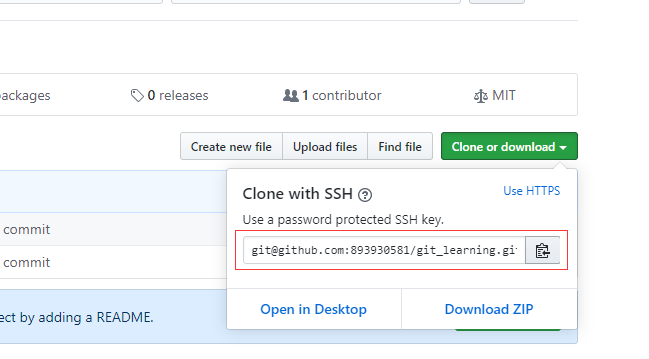 ackages
0 releases
1 contributor
MIT
Create new file
Upload files
Find file
Clone or download
Clone with SSH
Use HTTPS
Use a password protected SSH key.
commit
git@github.com:893930581/git_learning.gi
commit
Open in Desktop
Download ZIP
ect by adding a README.